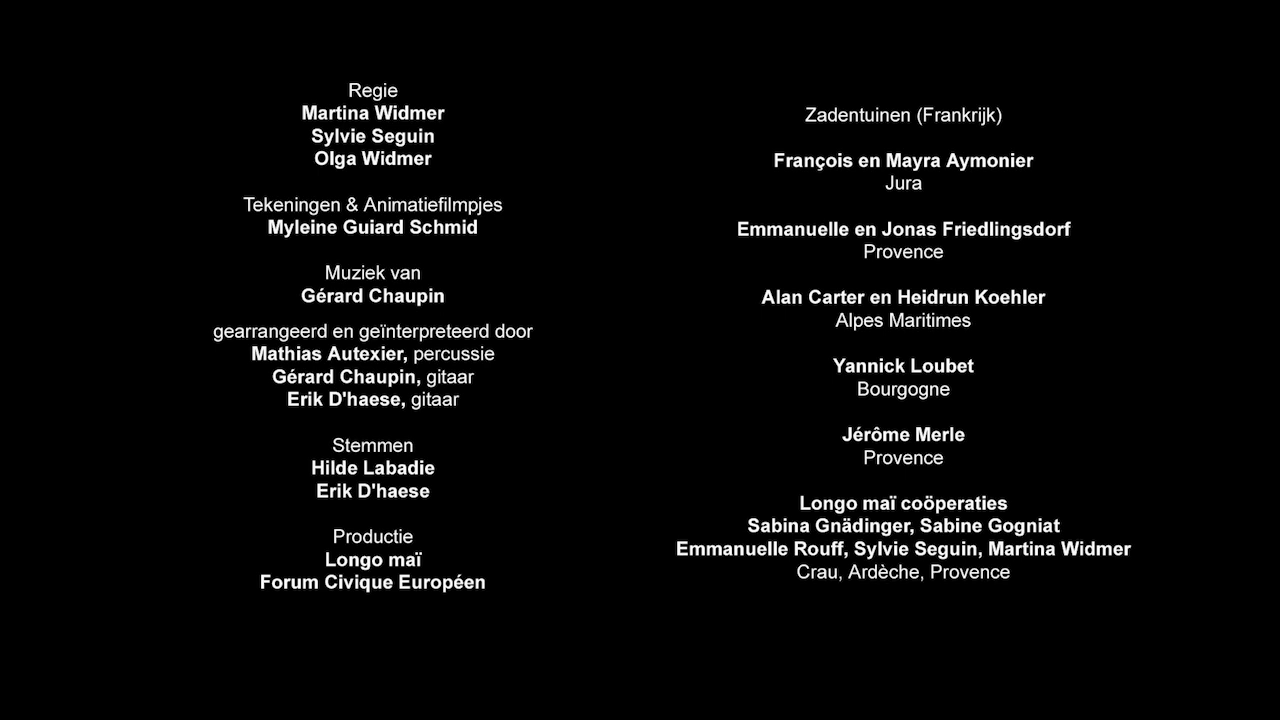 Regie
Martina Widmer
Sylvie Seguin
Olga Widmer
Tekeningen & Animatiefilmpjes
Myleine Guiard Schmid
Muziek van
Gérard Chaupin
gearrangeerd en geïnterpreteerd door
Mathias Autexier, percussie
Gérard Chaupin, gitaar
Erik D'haese, gitaar
Stemmen
Hilde Labadie
Erik D'haese
Productie
Longo maï
Forum Civique Européen
Zadentuinen (Frankrijk)
François en Mayra Aymonier
Jura
Emmanuelle en Jonas Friedlingsdorf
Provence
Alan Carter en Heidrun Koehler
Alpes Maritimes
Yannick Loubet
Bourgogne
Jérôme Merle
Provence
Longo maï coöperaties
Sabina Gnädinger, Sabine Gogniat
Emmanuelle Rouff, Sylvie Seguin, Martina Widmer
Crau, Ardèche, Provence